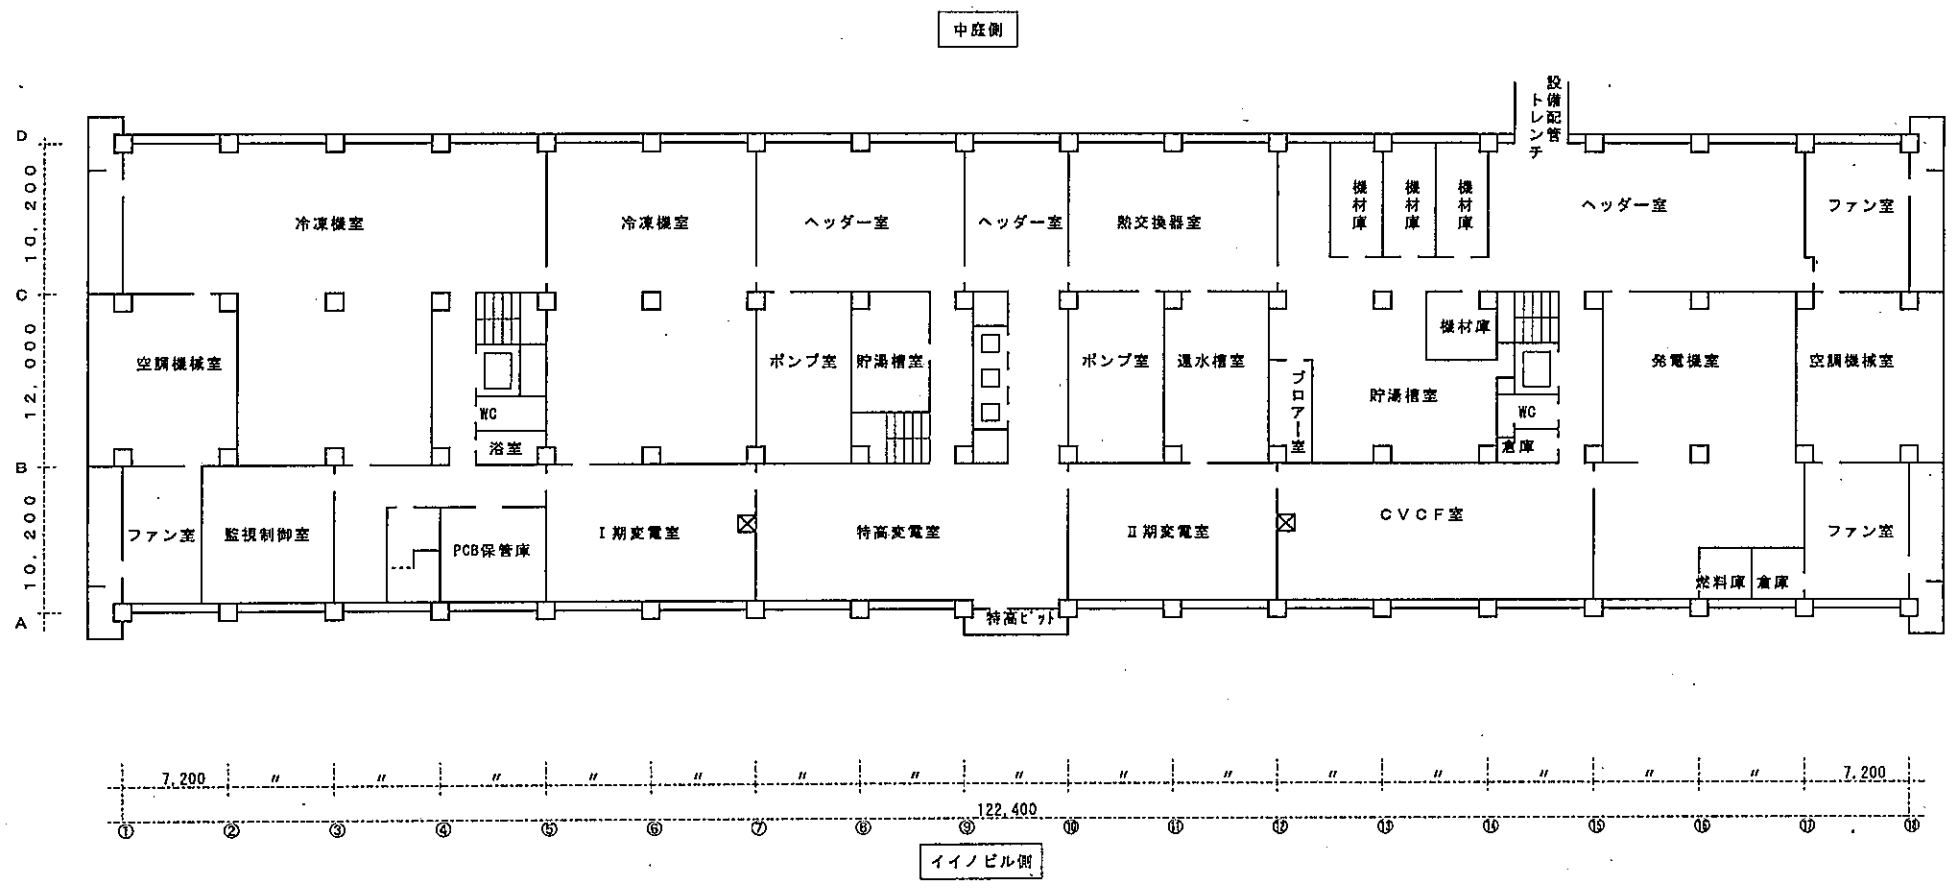 中庭側
設備配管
トレンチ
D
10,200
C
12,000
B
10,200
A
冷凍機室
冷凍機室
ヘッダー室
ヘッダー室
熱交換器室
機材庫
機材庫
機材庫
ヘッダー室
ファン室
空調機械室
WC
浴室
ポンプ室
貯湯槽室
ポンプ室
還水槽室
ブロアー室
貯湯槽室
機材庫
WC
倉庫
発電機室
空調機械室
ファン室
監視制御室
PCB保管庫
Ⅰ期変電室
特高変電室
特高ピット
Ⅱ期変電室
CVCF室
燃料庫
倉庫
ファン室
7,200 〃 〃 〃 〃 〃 〃 〃 〃 〃 〃 〃 〃 〃 〃 〃 7,200
122,400
① ② ③ ④ ⑤ ⑥ ⑦ ⑧ ⑨ ⑩ ⑪ ⑫ ⑬ ⑭ ⑮ ⑯ ⑰ ⑱
イイノビル側